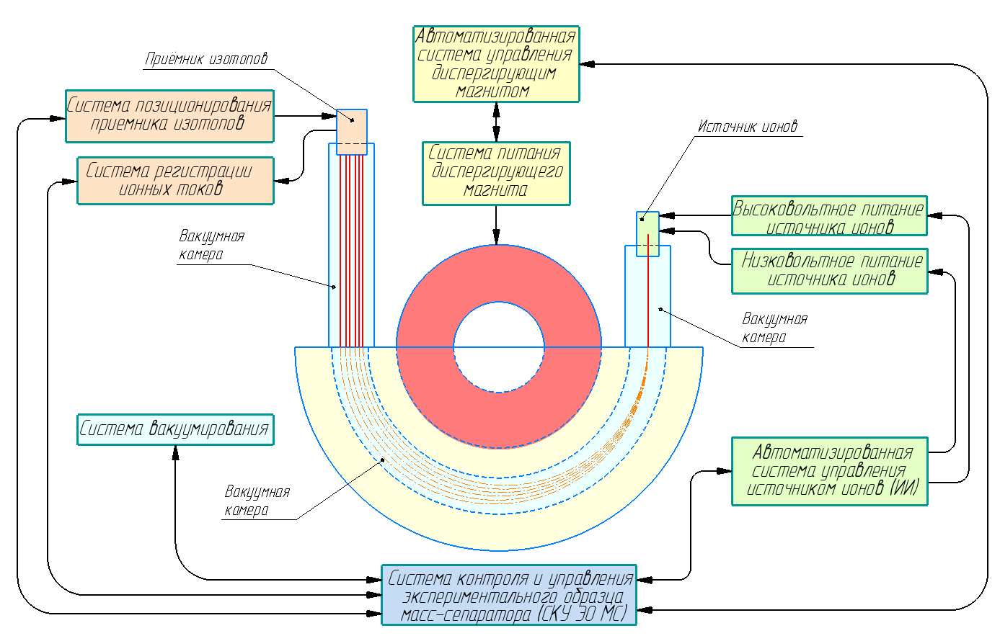 Автоматизированная
система управления
диспергирующим
магнитом
Приёмник изотопов
Система позиционирования
приемника изотопов
Источник ионов
Система питания
диспергирующего
магнита
Система регистрации
ионных токов
Высоковольтное питание
источника ионов
Вакуумная
камера
Низковольтное питание
источника ионов
Вакуумная
камера
Система вакуумирования
Автоматизированная
система управления
источником ионов (ИИ)
Вакуумная
камера
Система контроля и управления
экспериментального образца
масс-сепаратора (СКУ ЭО МС)